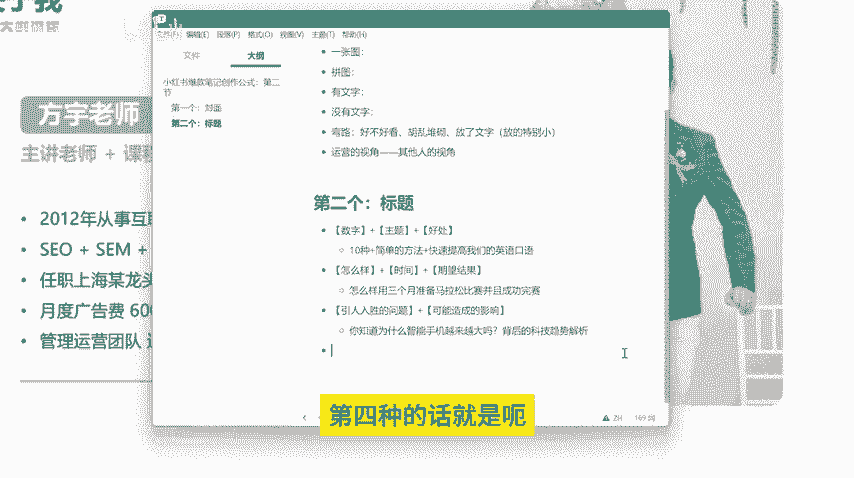 大纲闭环
方宇老师
主讲老师 + 课程
• 2012年从事互联
• SEO + SEM +
• 任职上海某龙头
• 月度广告费 600
• 管理运营团队
文件(F) 编辑(E) 段落(P) 格式(O) 视图(V) 主题(T) 帮助(H)
文件 大纲
小红书爆款笔记创作公式：第二节
第一个：封面
第二个：标题
• 一张图：
• 拼图：
• 有文字：
• 没有文字：
• 弯路：好不好看、胡乱堆砌、放了文字（放的特别小）
• 运营的视角——其他人的视角
第二个：标题
• 【数字】+【主题】+【好处】
○ 10种+简单的方法+快速提高我们的英语口语
• 【怎么样】+【时间】+【期望结果】
○ 怎么样用三个月准备马拉松比赛并且成功完赛
• 【引人入胜的问题】+【可能造成的影响】
○ 你知道为什么智能手机越来越大吗？背后的科技趋势解析
ZH 169 词
第四种的话就是呃